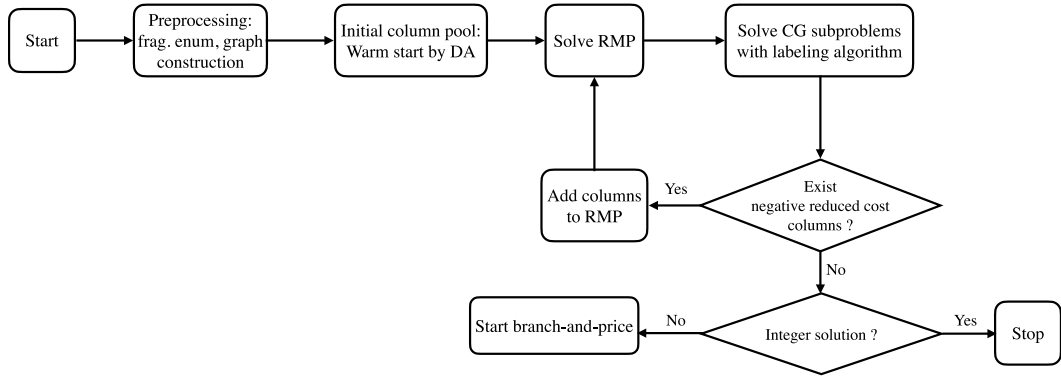 Start
Preprocessing:
frag. enum, graph
construction
Initial column pool:
Warm start by DA
Solve RMP
Solve CG subproblems
with labeling algorithm
Add columns
to RMP
Yes
Exist
negative reduced cost
columns ?
No
Start branch-and-price
No
Integer solution ?
Yes
Stop